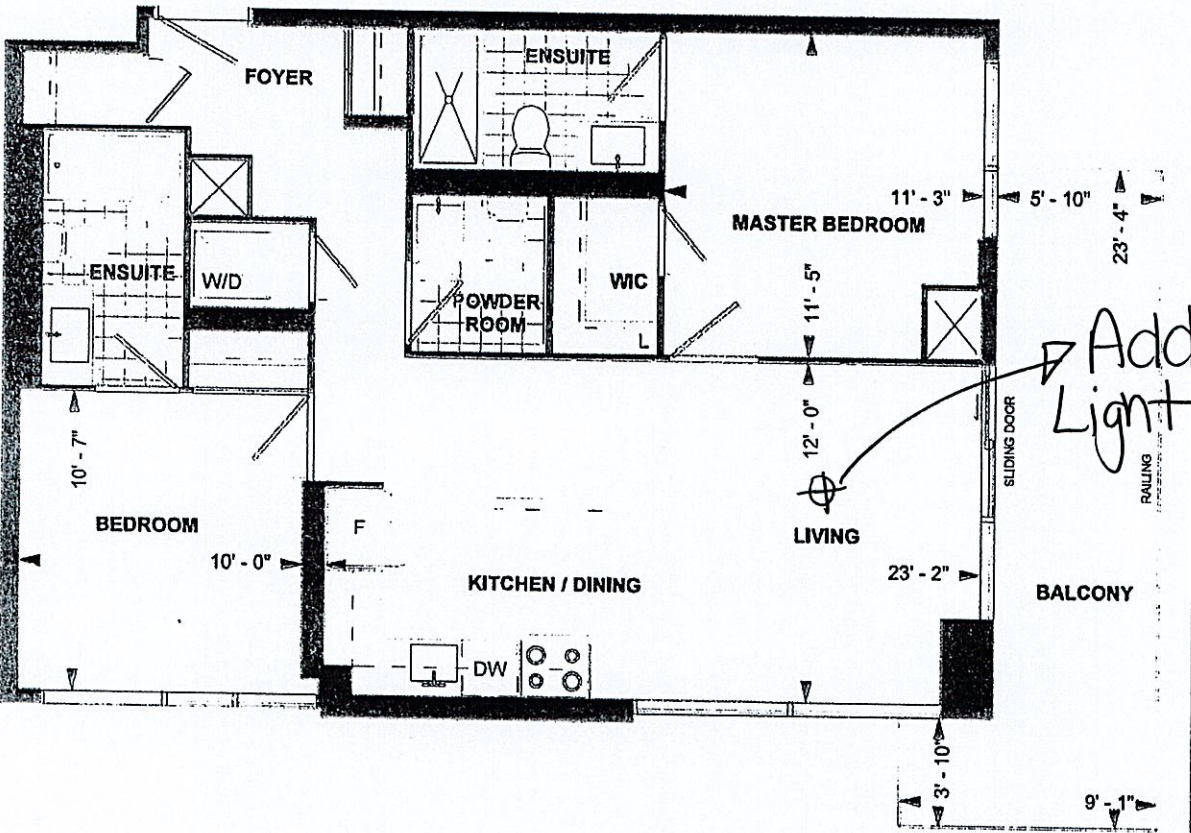 FOYER
ENSUITE
11' - 3"
5' - 10"
23' - 4"
MASTER BEDROOM
ENSUITE
W/D
WIC
POWDER
ROOM
11' - 5"
L
Add
Light
10' - 7"
12' - 0"
SLIDING DOOR
RAILING
BEDROOM
F
LIVING
10' - 0"
KITCHEN / DINING
23' - 2"
BALCONY
DW
3' - 10"
9' - 1"